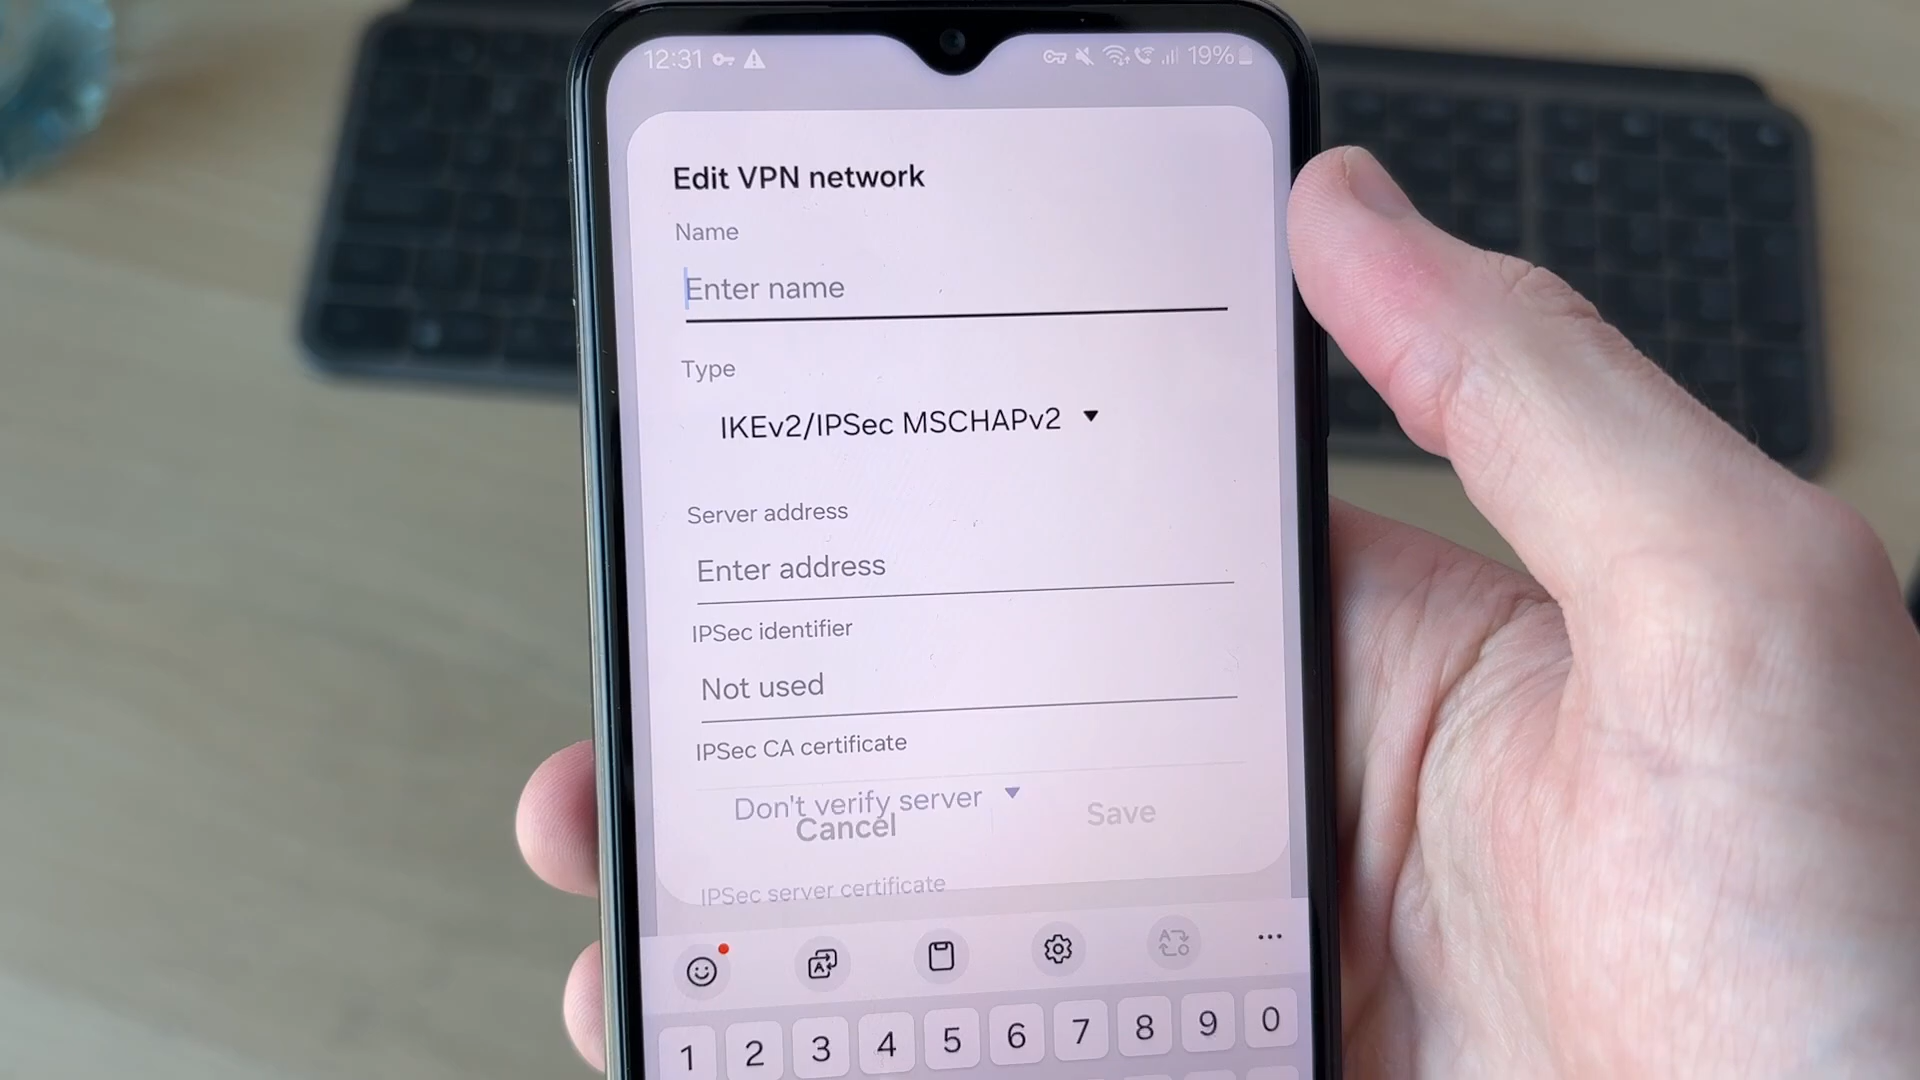 12:31
19%
Edit VPN network
Name
Enter name
Type
IKEv2/IPSec MSCHAPv2
Server address
Enter address
IPSec identifier
Not used
IPSec CA certificate
Don't verify server
Cancel
Save
IPSec server certificate
1 2 3 4 5 6 7 8 9 0